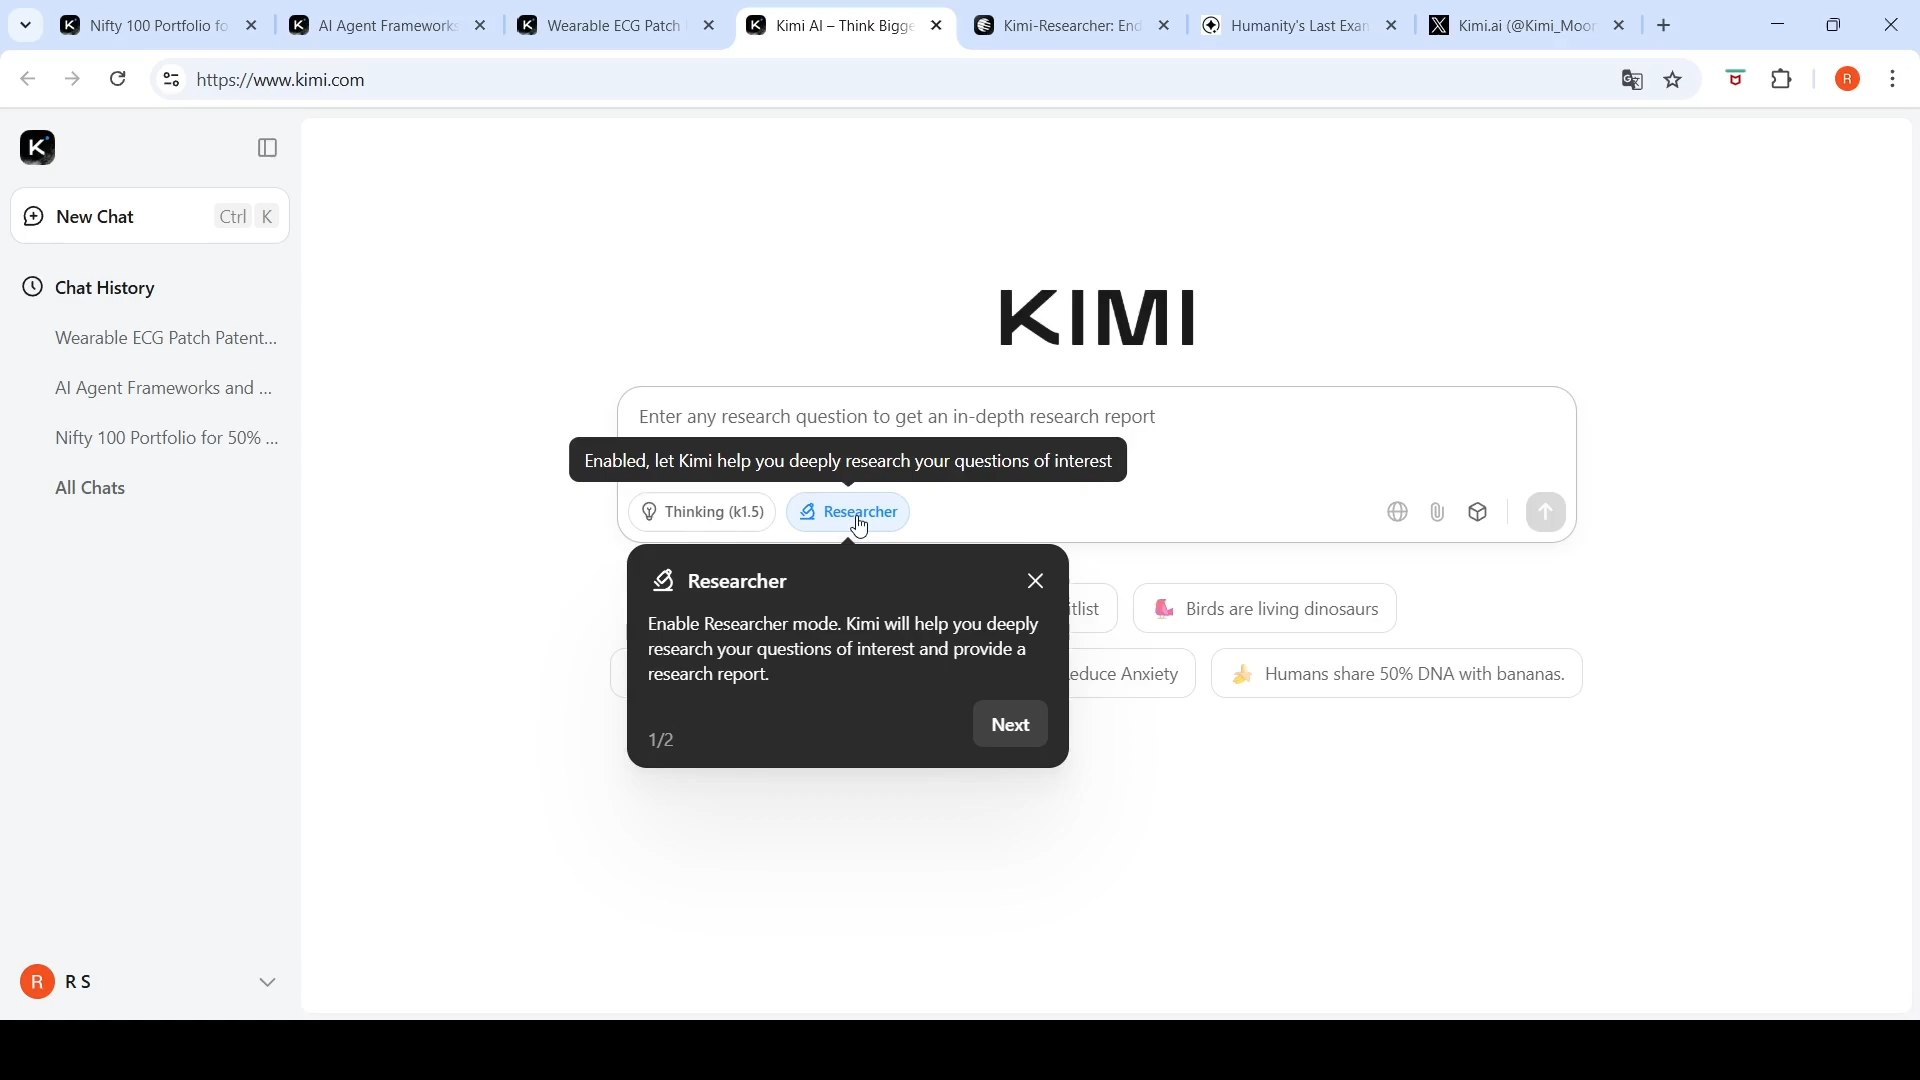 Nifty 100 Portfolio fo
AI Agent Frameworks
Wearable ECG Patch
Kimi AI – Think Bigge
Kimi-Researcher: End
Humanity's Last Exan
Kimi.ai (@Kimi_Moon
https://www.kimi.com
R
K
New Chat
Ctrl K
Chat History
Wearable ECG Patch Patent...
AI Agent Frameworks and ...
Nifty 100 Portfolio for 50% ...
All Chats
KIMI
Enter any research question to get an in-depth research report
Enabled, let Kimi help you deeply research your questions of interest
Thinking (k1.5)
Researcher
Researcher
Enable Researcher mode. Kimi will help you deeply
research your questions of interest and provide a
research report.
1/2
Next
itlist
Birds are living dinosaurs
educe Anxiety
Humans share 50% DNA with bananas.
R
R S